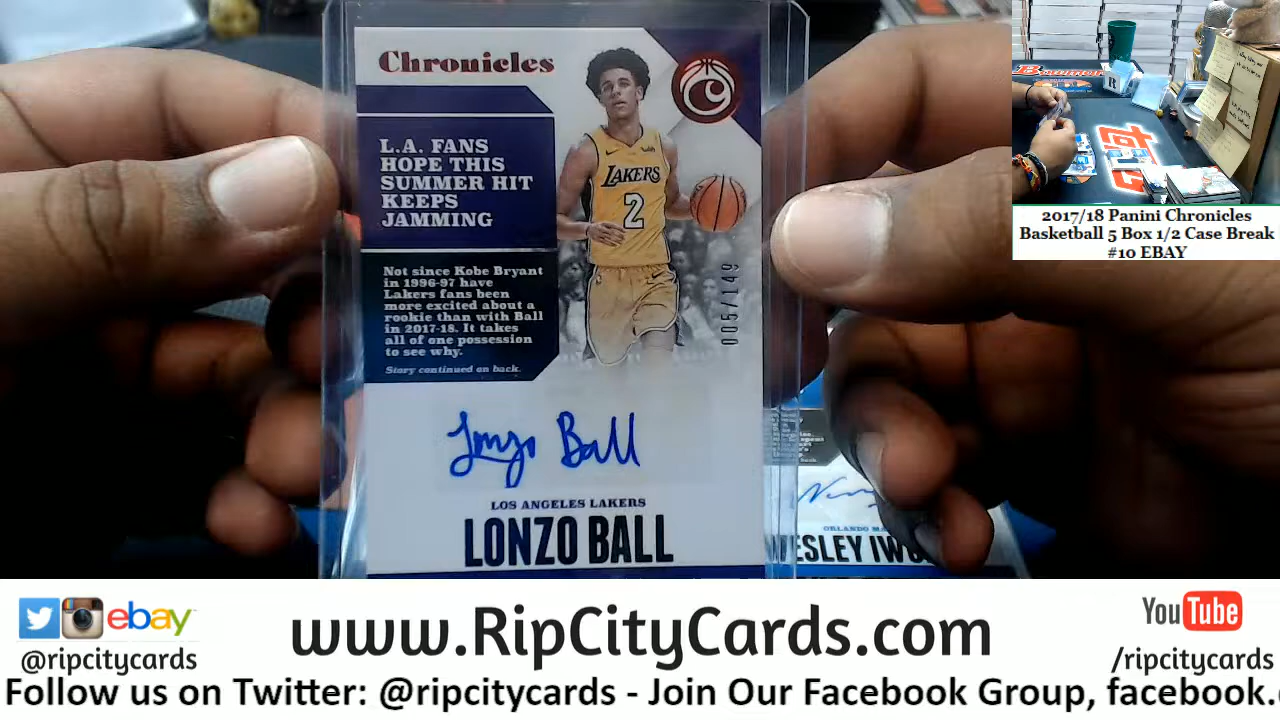 Chronicles
L.A. FANS
HOPE THIS
SUMMER HIT
KEEPS
JAMMING
Not since Kobe Bryant
in 1996-97 have
Lakers fans been
more excited about a
rookie than with Ball
in 2017-18. It takes
all of one possession
to see why.
Story continued on back.
LAKERS
2
005/149
Lonzo Ball
LOS ANGELES LAKERS
LONZO BALL
ORLANDO MA
WESLEY IWU
2017/18 Panini Chronicles
Basketball 5 Box 1/2 Case Break
#10 EBAY
ebay
@ripcitycards
www.RipCityCards.com
YouTube
/ripcitycards
Follow us on Twitter: @ripcitycards - Join Our Facebook Group, facebook.